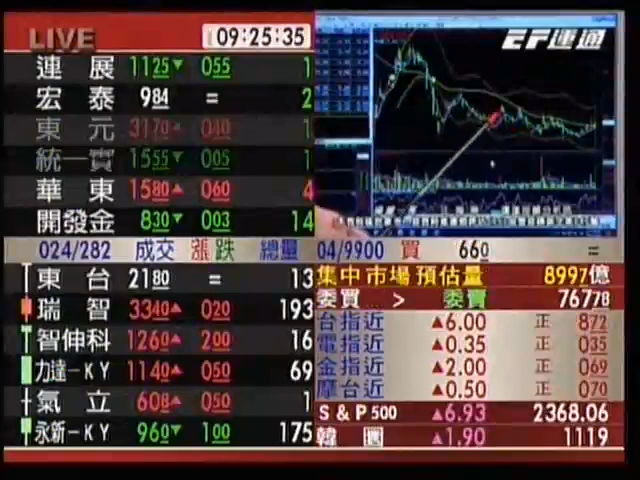 LIVE 09:25:35
EF運通
連展 1125▼ 055 1
宏泰 984 = 2
東元 3170▲ 040 1
統一實 1555▼ 005 1
華東 1580▲ 060 4
開發金 830▼ 003 14
024/282 成交 漲跌 總量
04/9900 買 660 =
東台 2180 = 13
瑞智 3340▲ 020 193
智伸科 1260▲ 200 16
力達-KY 1140▲ 050 69
氣立 608▲ 050 1
永新-KY 960▼ 100 175
集中市場預估量 8997億
委買 > 委賣 76778
台指近 ▲6.00 正 872
電指近 ▲0.35 正 035
金指近 ▲2.00 正 069
摩台近 ▲0.50 正 070
S&P500 ▲6.93 2368.06
韓國 ▲1.90 1119